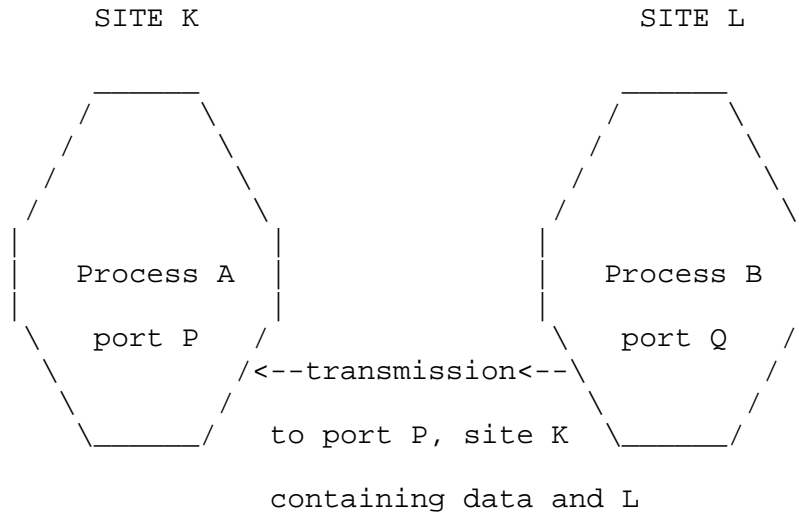 SITE K SITE L
Process A Process B
port P port Q
<--transmission<--
to port P, site K
containing data and L